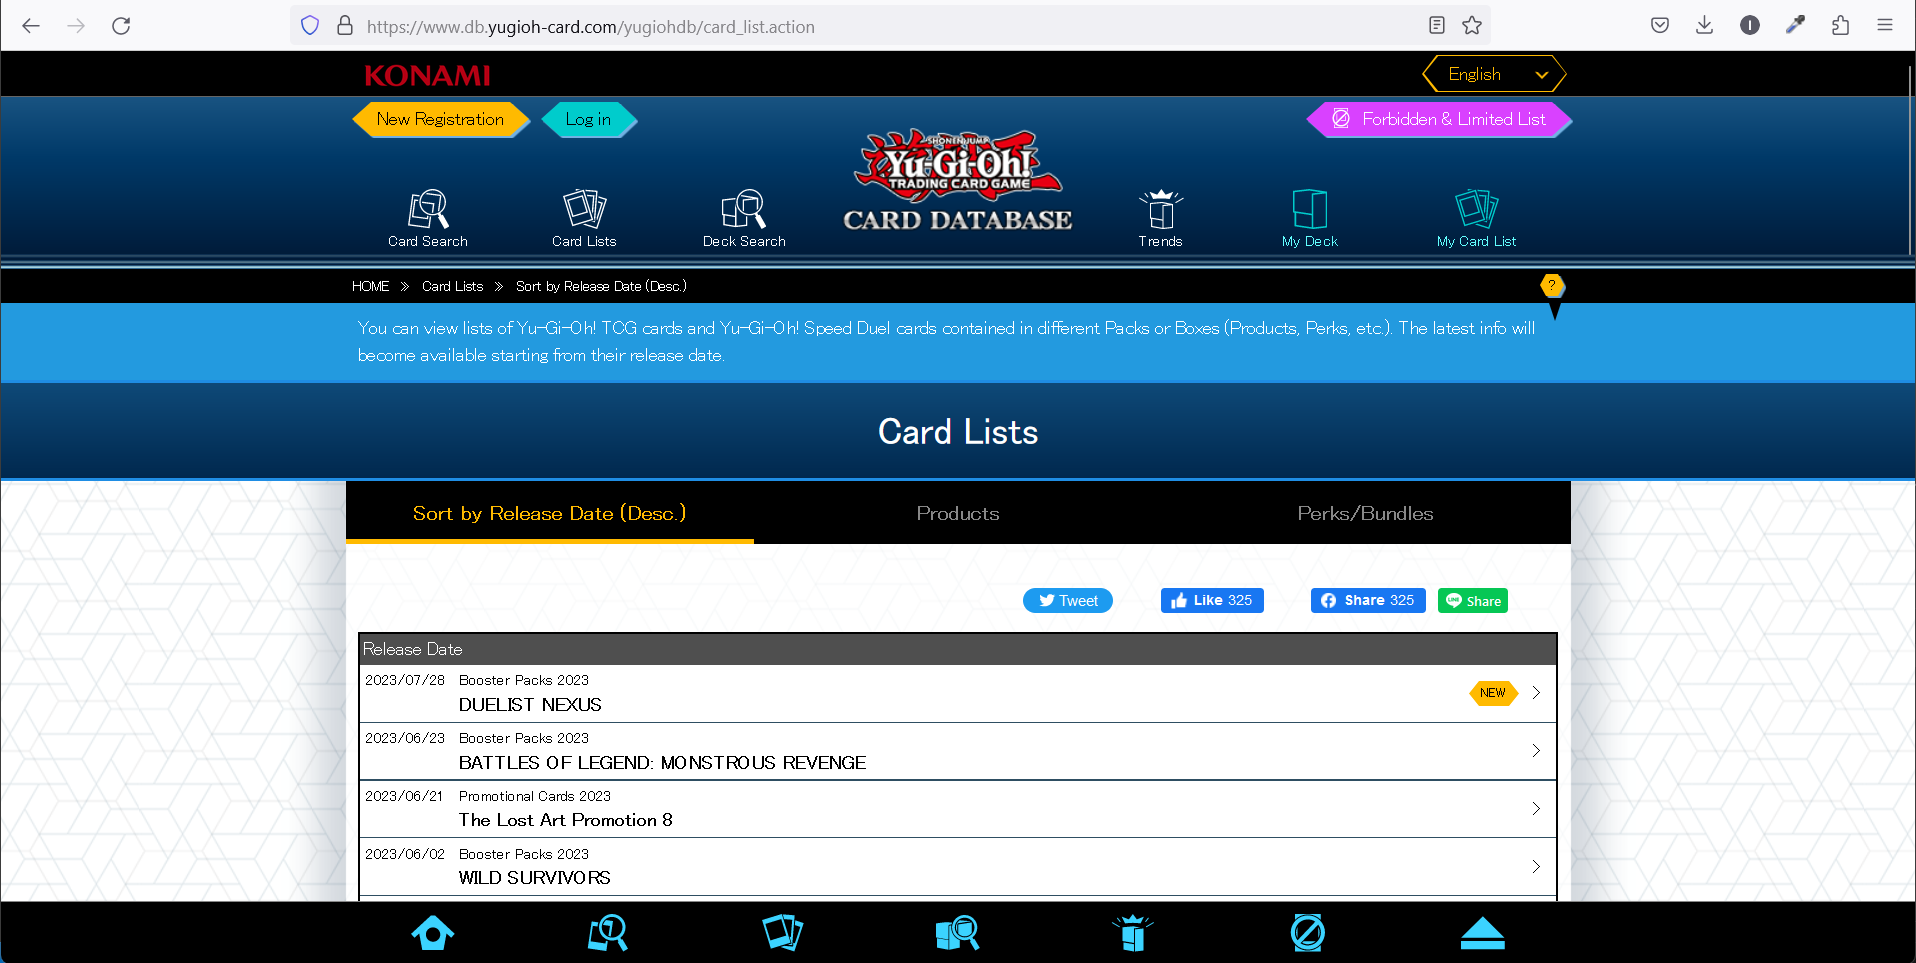 https://www.db.yugioh-card.com/yugiohdb/card_list.action
KONAMI
English
New Registration
Log in
Forbidden & Limited List
SHONEN JUMP
Yu-Gi-Oh!
TRADING CARD GAME
CARD DATABASE
Card Search
Card Lists
Deck Search
Trends
My Deck
My Card List
HOME » Card Lists » Sort by Release Date (Desc.)
?
You can view lists of Yu-Gi-Oh! TCG cards and Yu-Gi-Oh! Speed Duel cards contained in different Packs or Boxes (Products, Perks, etc.). The latest info will
become available starting from their release date.
Card Lists
Sort by Release Date (Desc.)
Products
Perks/Bundles
Tweet
Like 325
Share 325
LINE Share
Release Date
2023/07/28 Booster Packs 2023
DUELIST NEXUS
NEW
2023/06/23 Booster Packs 2023
BATTLES OF LEGEND: MONSTROUS REVENGE
2023/06/21 Promotional Cards 2023
The Lost Art Promotion 8
2023/06/02 Booster Packs 2023
WILD SURVIVORS